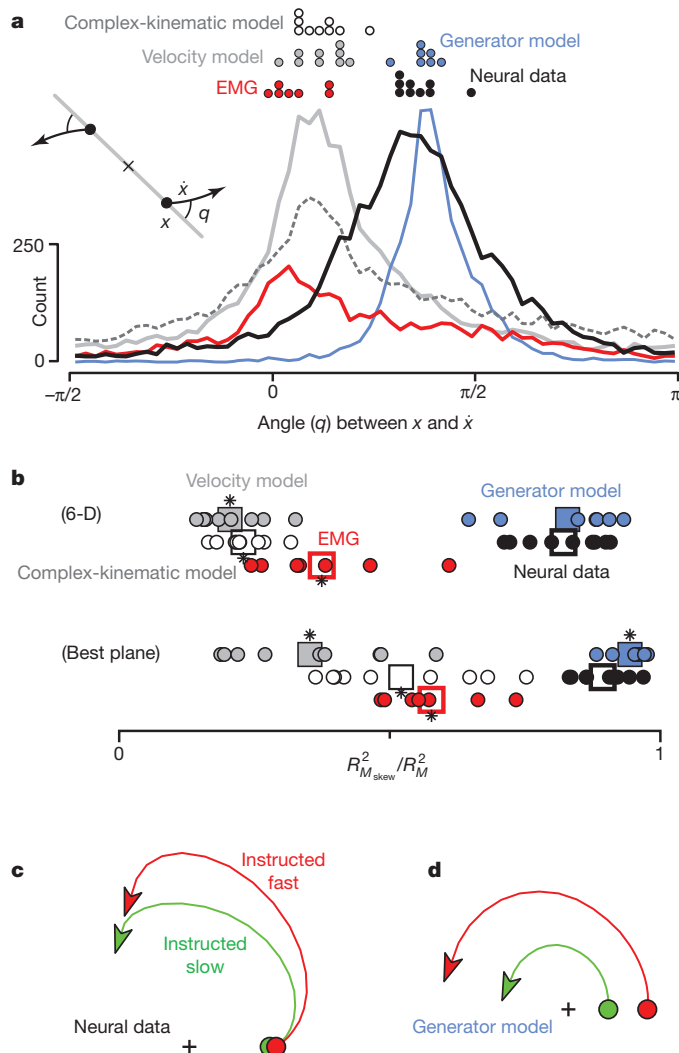 a
Complex-kinematic model
Velocity model
Generator model
EMG
Neural data
ẋ
x
q
250
Count
0
−π/2
0
π/2
π
Angle (q) between x and ẋ
b
Velocity model
(6-D)
Generator model
EMG
Complex-kinematic model
Neural data
(Best plane)
0
1
R²Mskew/R²M
c
d
Instructed
fast
Instructed
slow
Neural data
Generator model